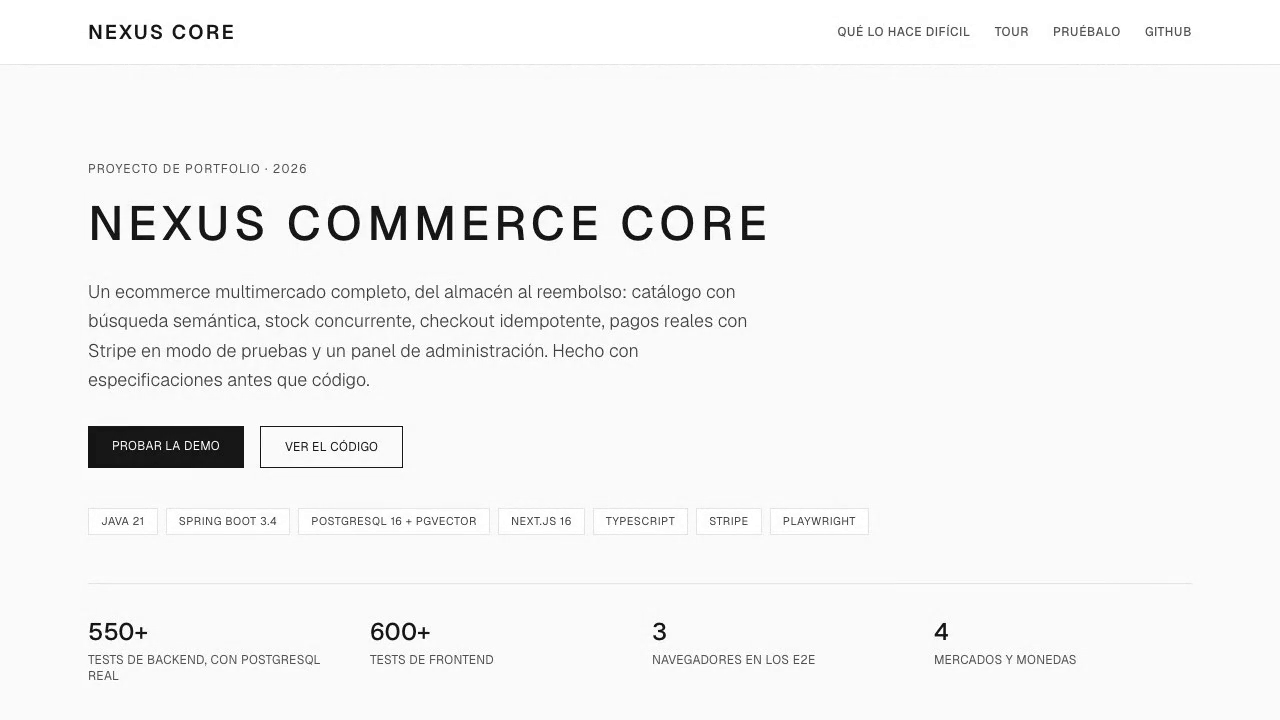 NEXUS CORE
QUÉ LO HACE DIFÍCIL
TOUR
PRUÉBALO
GITHUB
PROYECTO DE PORTFOLIO · 2026
NEXUS COMMERCE CORE
Un ecommerce multimercado completo, del almacén al reembolso: catálogo con
búsqueda semántica, stock concurrente, checkout idempotente, pagos reales con
Stripe en modo de pruebas y un panel de administración. Hecho con
especificaciones antes que código.
PROBAR LA DEMO
VER EL CÓDIGO
JAVA 21
SPRING BOOT 3.4
POSTGRESQL 16 + PGVECTOR
NEXT.JS 16
TYPESCRIPT
STRIPE
PLAYWRIGHT
550+
TESTS DE BACKEND, CON POSTGRESQL
REAL
600+
TESTS DE FRONTEND
3
NAVEGADORES EN LOS E2E
4
MERCADOS Y MONEDAS